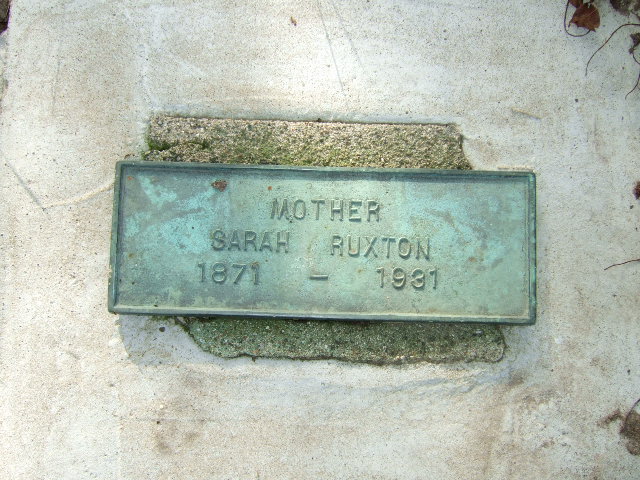 MOTHER
SARAH RUXTON
1871 – 1931